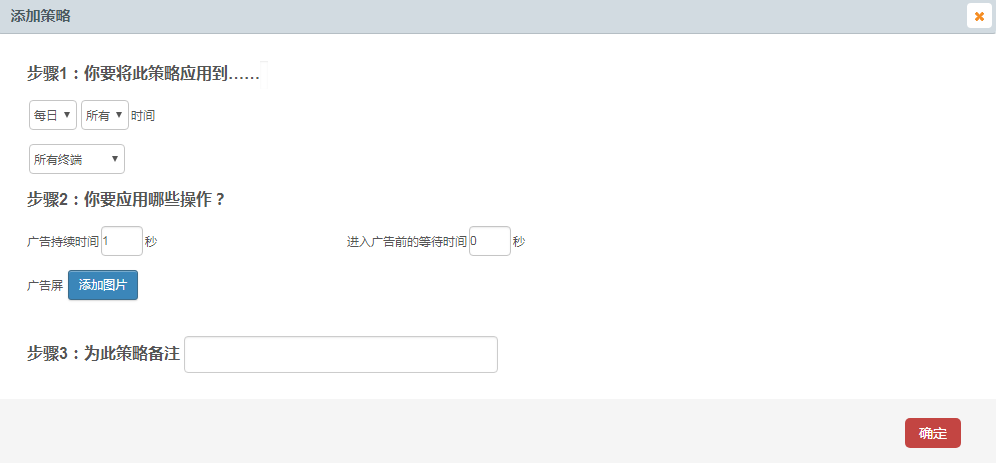 添加策略
步骤1：你要将此策略应用到……
每日 所有 时间
所有终端
步骤2：你要应用哪些操作？
广告持续时间 1 秒 进入广告前的等待时间 0 秒
广告屏 添加图片
步骤3：为此策略备注
确定